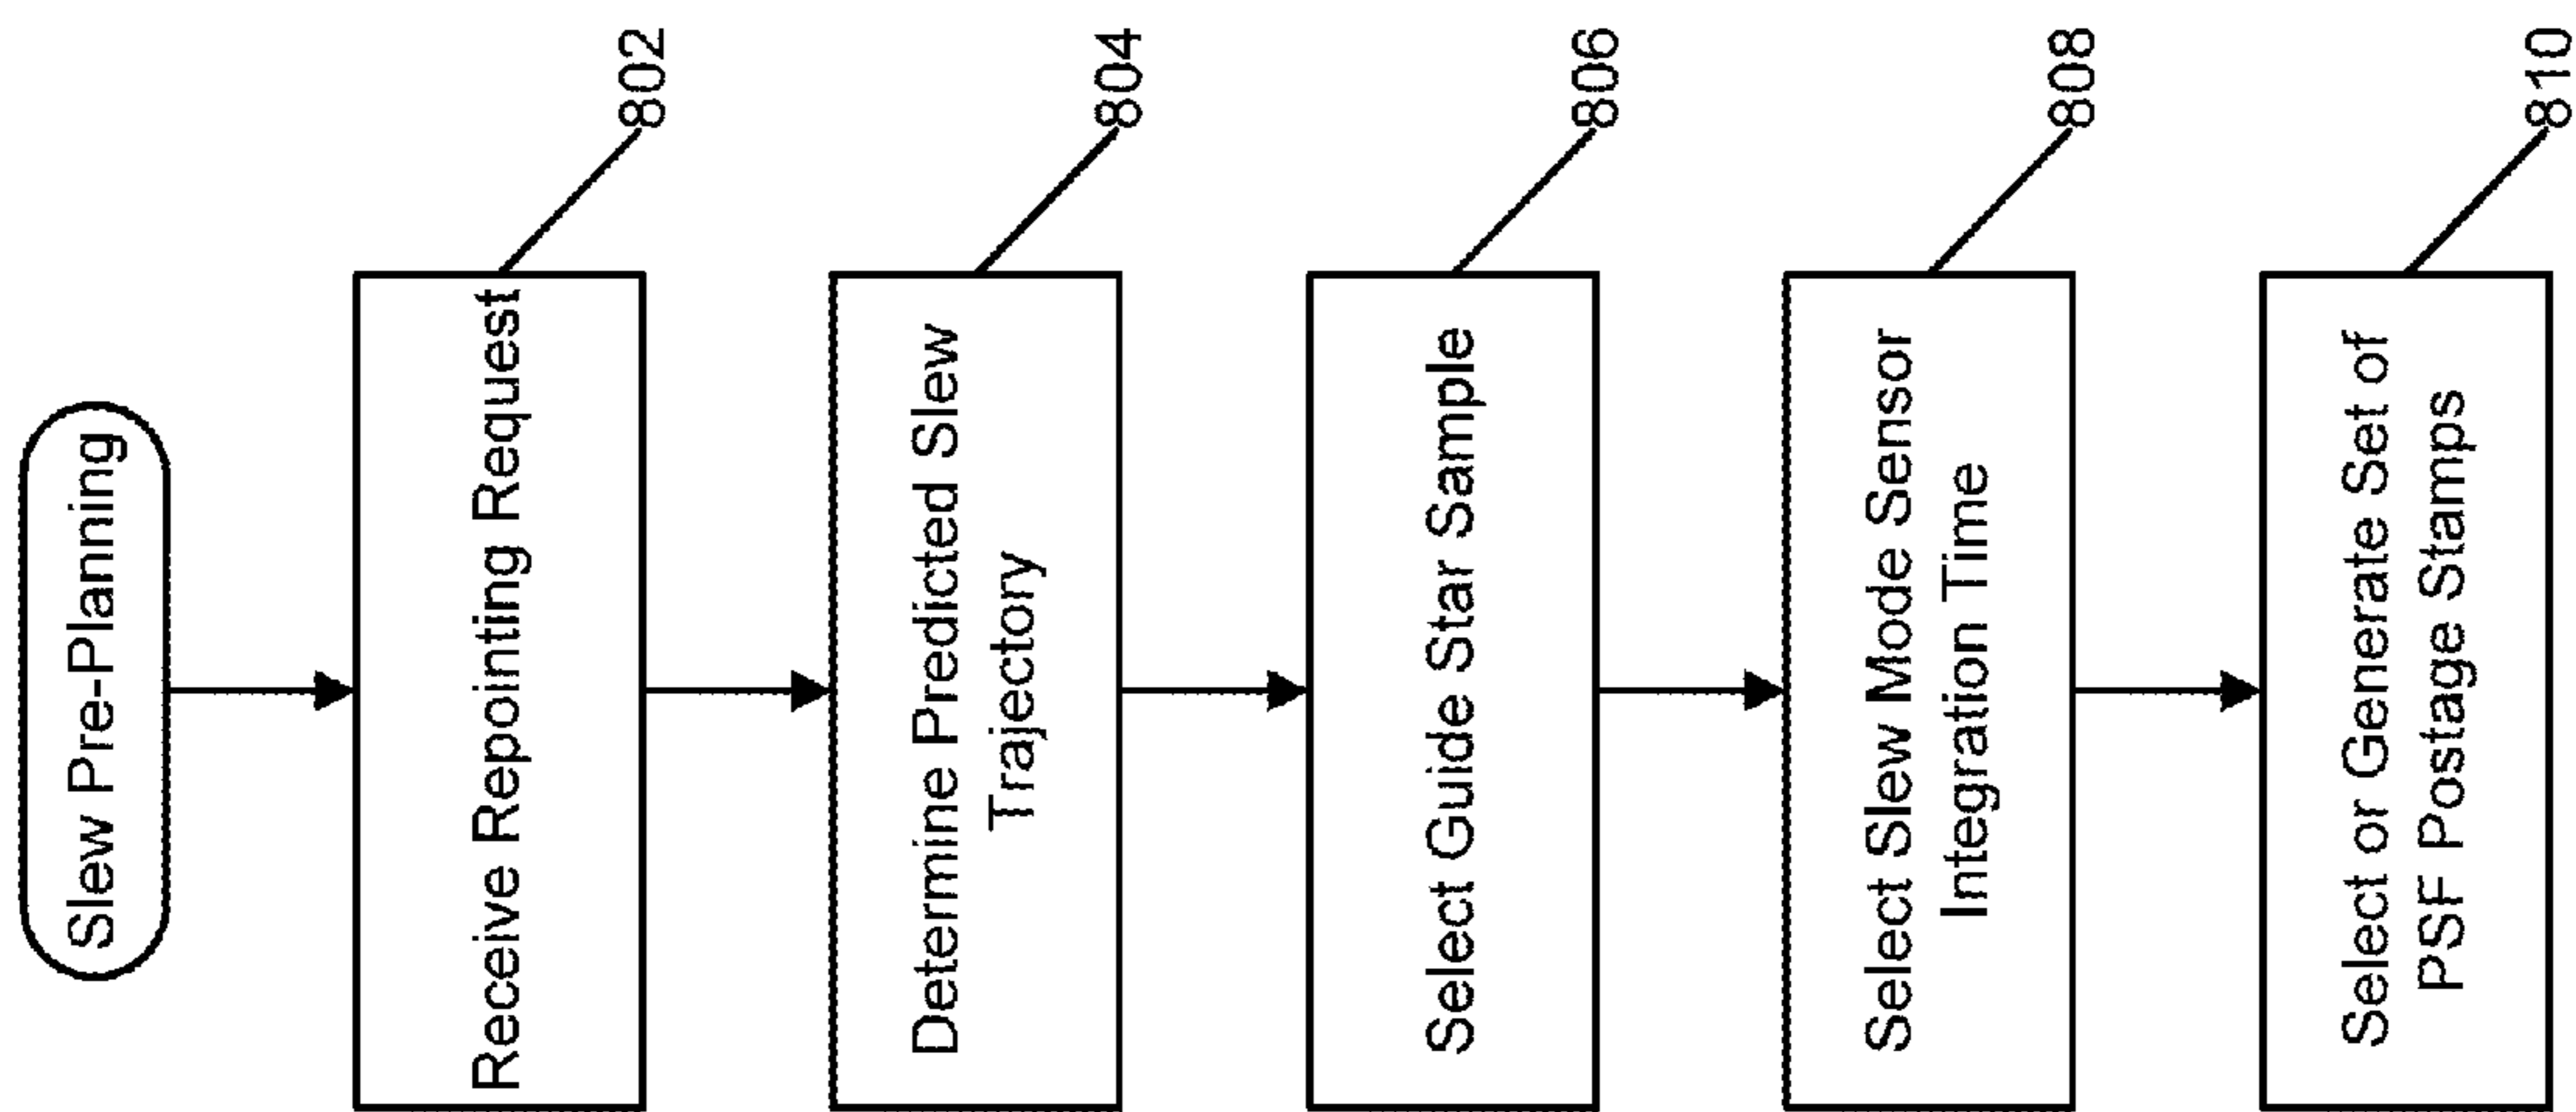 Slew Pre-Planning
Receive Repointing Request
802
Determine Predicted Slew
Trajectory
804
Select Guide Star Sample
806
Select Slew Mode Sensor
Integration Time
808
Select or Generate Set of
PSF Postage Stamps
810